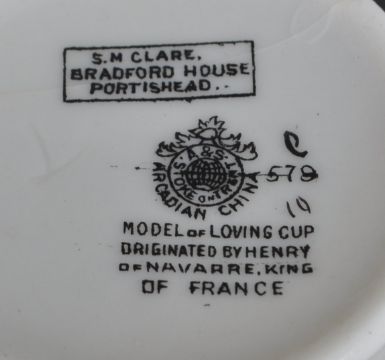 S.M CLARE,
BRADFORD HOUSE
PORTISHEAD..
A & S.
STOKE ON TRENT
ARCADIAN CHINA
579
e
19
MODEL OF LOVING CUP
ORIGINATED BY HENRY
OF NAVARRE, KING
OF FRANCE